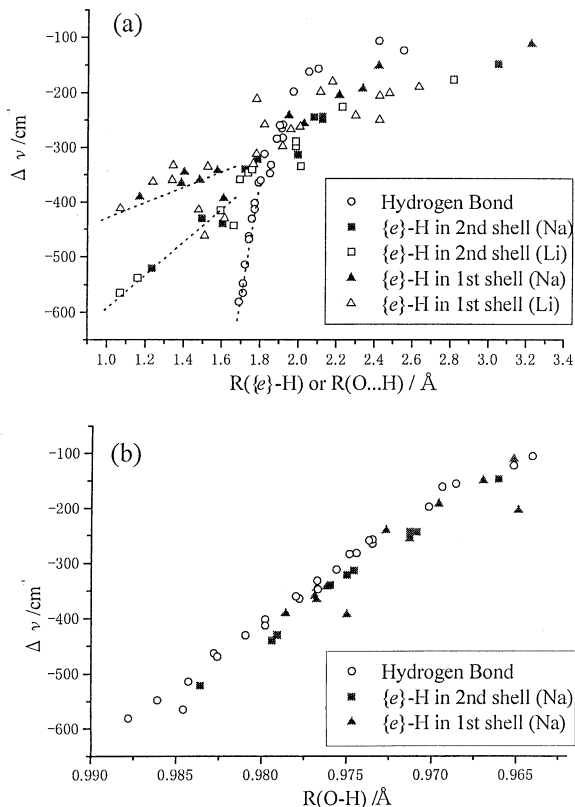 (a)
-100
-200
-300
-400
-500
-600
Δ ν /cm⁻¹
Hydrogen Bond
{e}-H in 2nd shell (Na)
{e}-H in 2nd shell (Li)
{e}-H in 1st shell (Na)
{e}-H in 1st shell (Li)
1.0 1.2 1.4 1.6 1.8 2.0 2.2 2.4 2.6 2.8 3.0 3.2 3.4
R({e}-H) or R(O...H) / Å
(b)
-100
-200
-300
-400
-500
-600
Δ ν /cm⁻¹
Hydrogen Bond
{e}-H in 2nd shell (Na)
{e}-H in 1st shell (Na)
0.990 0.985 0.980 0.975 0.970 0.965
R(O-H) /Å